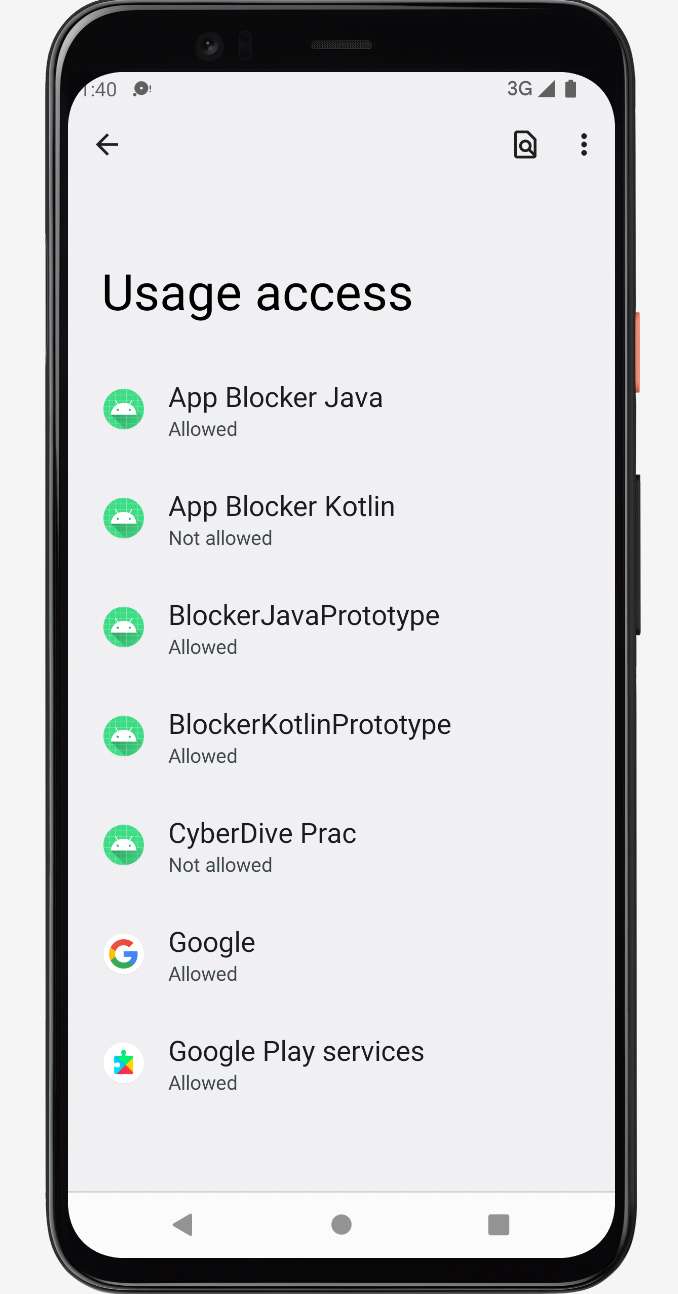 1:40
3G
Usage access
App Blocker Java
Allowed
App Blocker Kotlin
Not allowed
BlockerJavaPrototype
Allowed
BlockerKotlinPrototype
Allowed
CyberDive Prac
Not allowed
Google
Allowed
Google Play services
Allowed